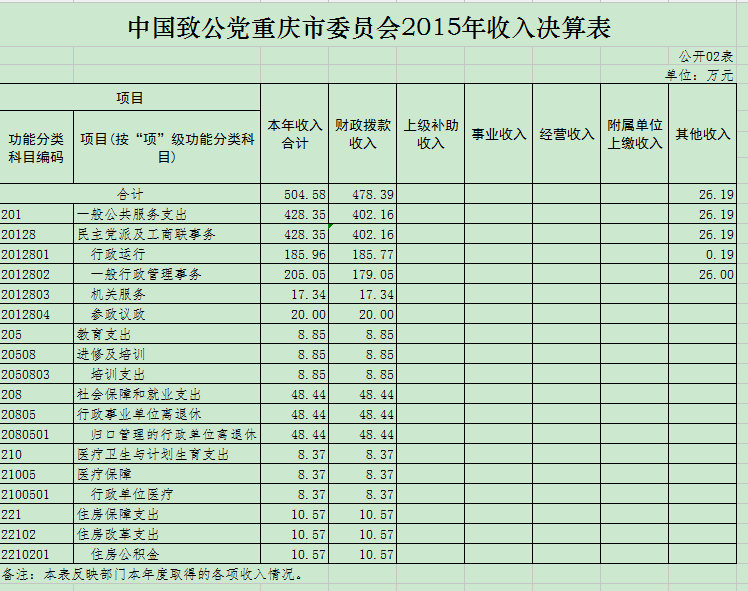 中国致公党重庆市委员会2015年收入决算表
公开02表
单位：万元
项目
功能分类科目编码 项目(按“项”级功能分类科目) 本年收入合计 财政拨款收入 上级补助收入 事业收入 经营收入 附属单位上缴收入 其他收入
合计 504.58 478.39 26.19
201 一般公共服务支出 428.35 402.16 26.19
20128 民主党派及工商联事务 428.35 402.16 26.19
2012801 行政运行 185.96 185.77 0.19
2012802 一般行政管理事务 205.05 179.05 26.00
2012803 机关服务 17.34 17.34
2012804 参政议政 20.00 20.00
205 教育支出 8.85 8.85
20508 进修及培训 8.85 8.85
2050803 培训支出 8.85 8.85
208 社会保障和就业支出 48.44 48.44
20805 行政事业单位离退休 48.44 48.44
2080501 归口管理的行政单位离退休 48.44 48.44
210 医疗卫生与计划生育支出 8.37 8.37
21005 医疗保障 8.37 8.37
2100501 行政单位医疗 8.37 8.37
221 住房保障支出 10.57 10.57
22102 住房改革支出 10.57 10.57
2210201 住房公积金 10.57 10.57
备注：本表反映部门本年度取得的各项收入情况。